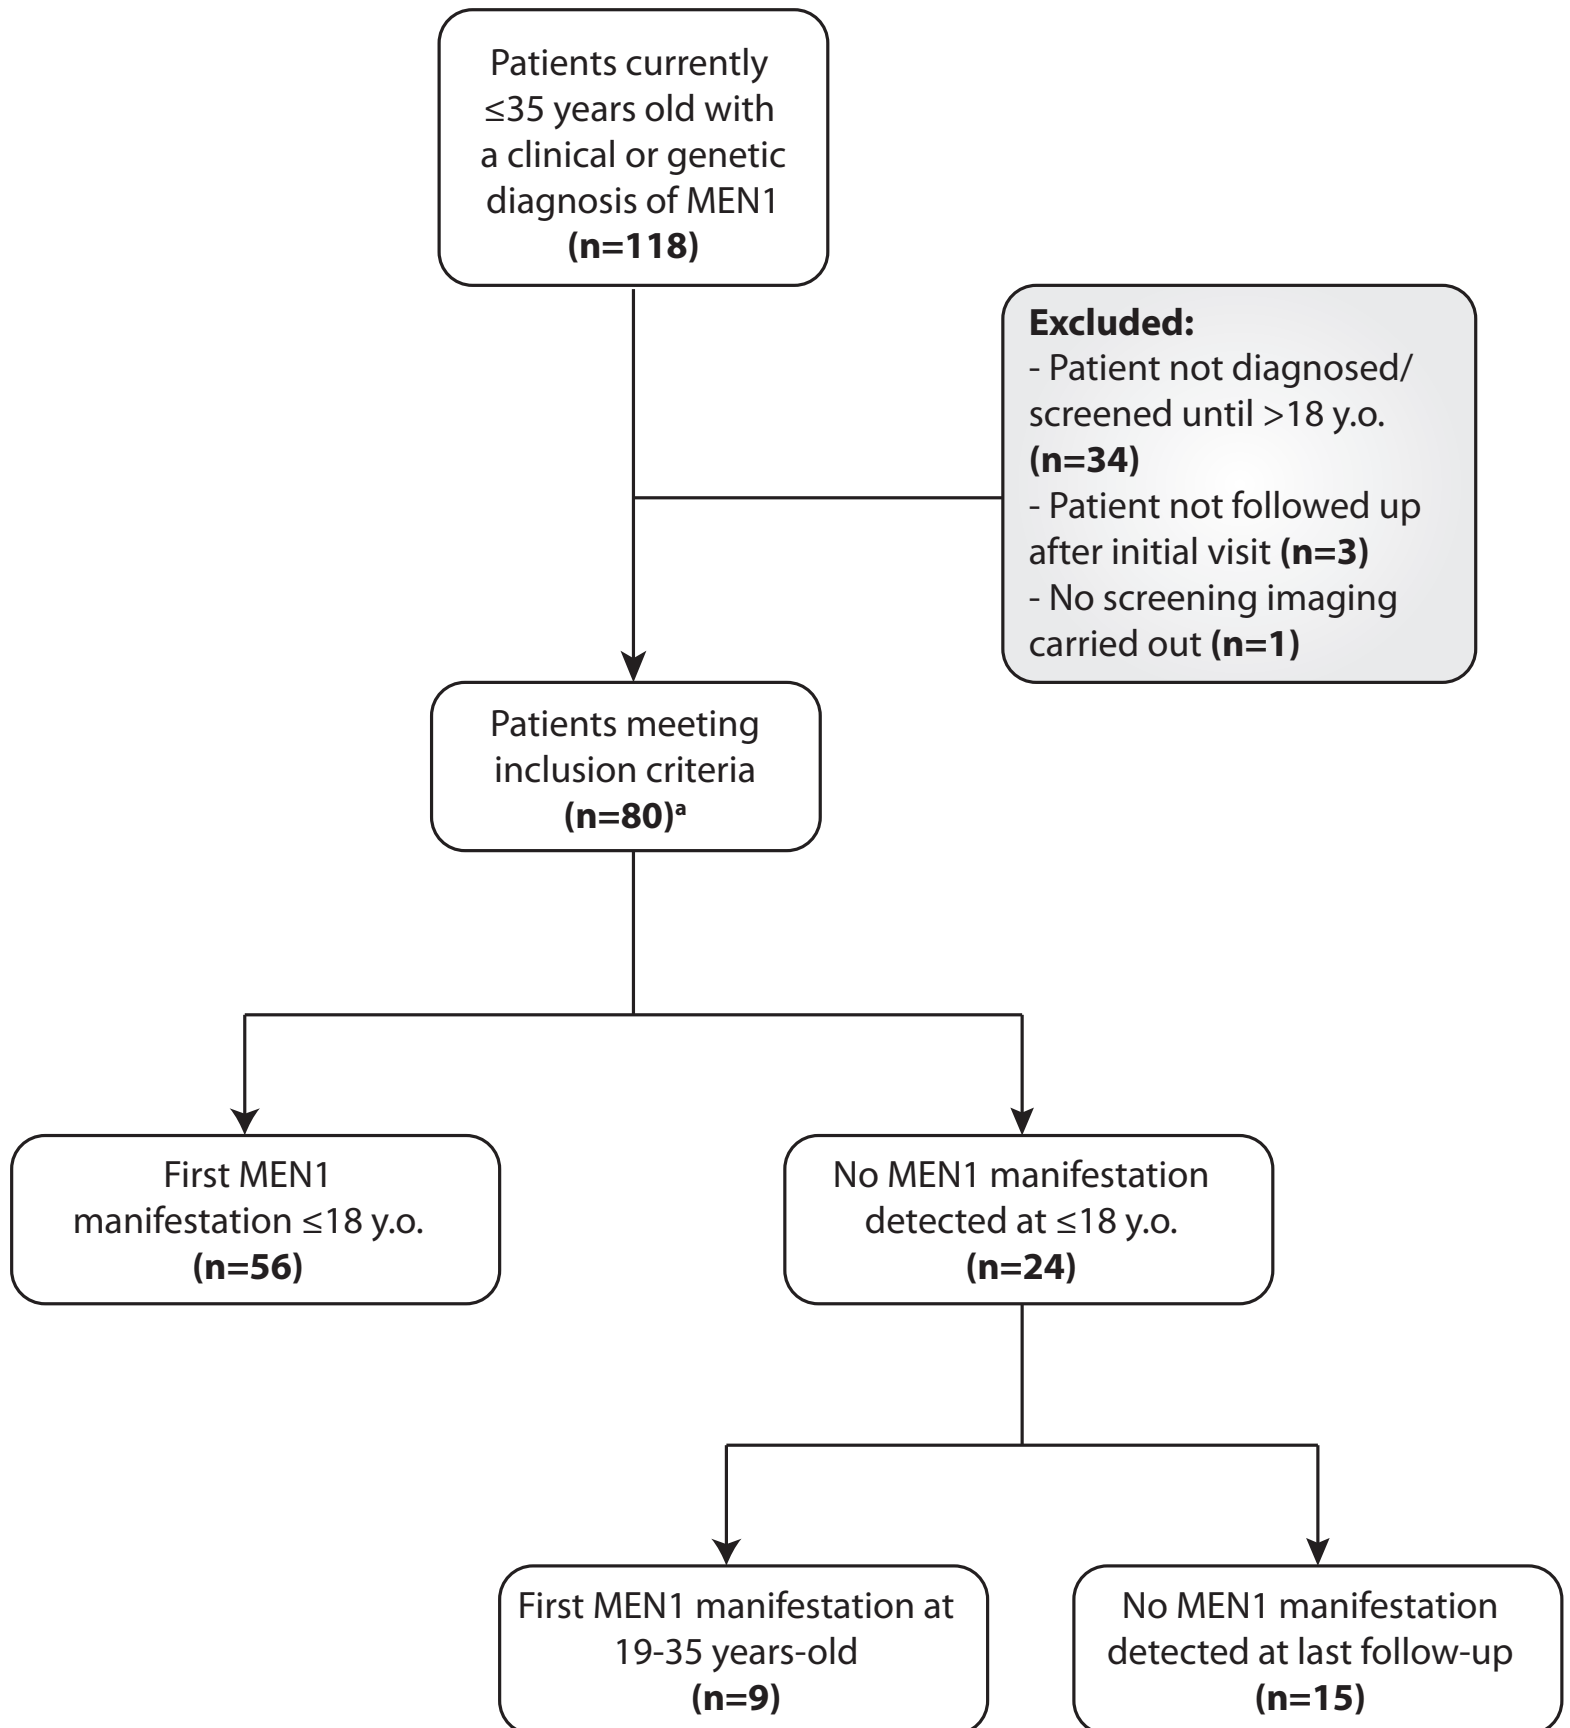 Patients currently
≤35 years old with
a clinical or genetic
diagnosis of MEN1
(n=118)
Excluded:
- Patient not diagnosed/
screened until >18 y.o.
(n=34)
- Patient not followed up
after initial visit (n=3)
- No screening imaging
carried out (n=1)
Patients meeting
inclusion criteria
(n=80)ª
First MEN1
manifestation ≤18 y.o.
(n=56)
No MEN1 manifestation
detected at ≤18 y.o.
(n=24)
First MEN1 manifestation at
19-35 years-old
(n=9)
No MEN1 manifestation
detected at last follow-up
(n=15)